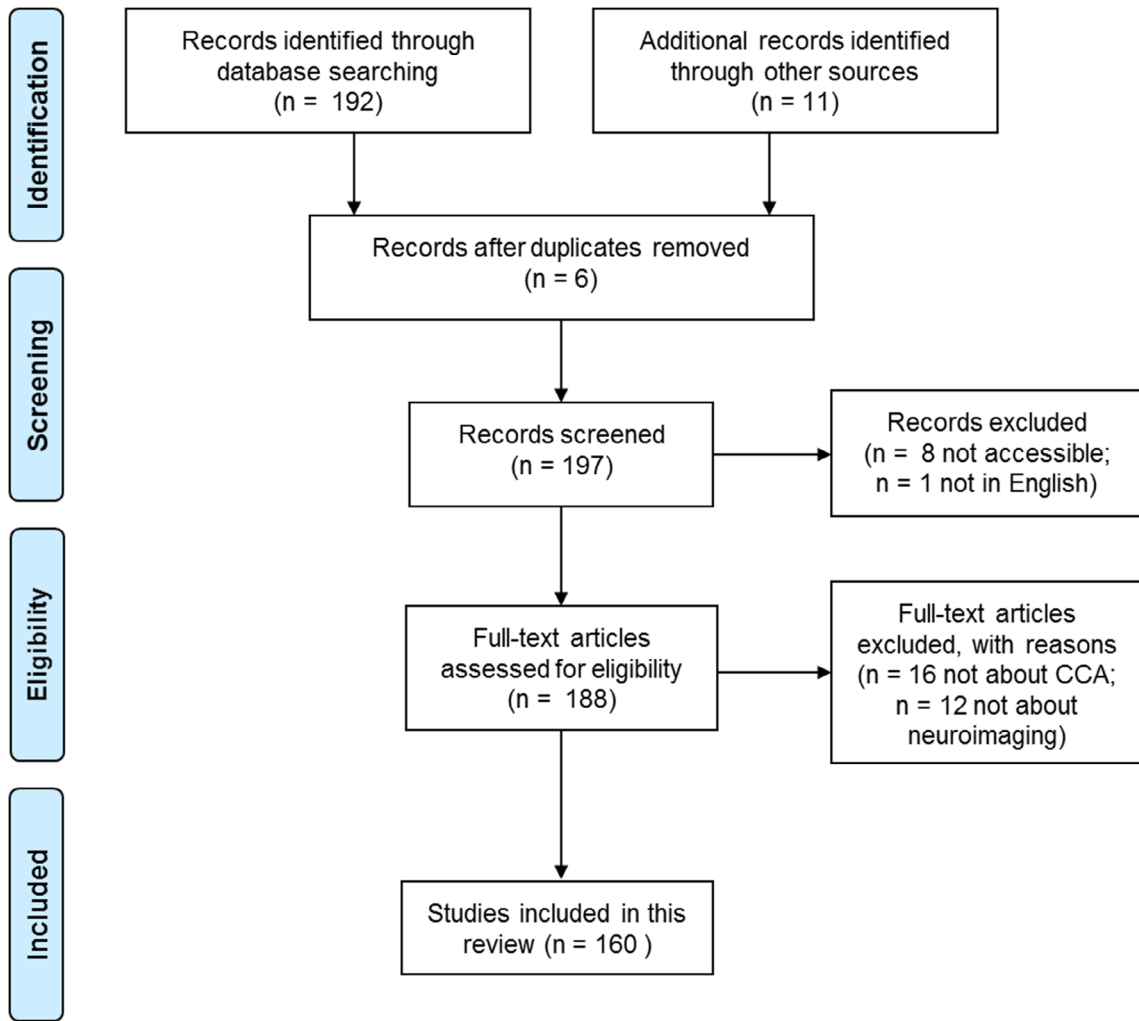 Identification
Records identified through
database searching
(n = 192)
Additional records identified
through other sources
(n = 11)
Records after duplicates removed
(n = 6)
Screening
Records screened
(n = 197)
Records excluded
(n = 8 not accessible;
n = 1 not in English)
Eligibility
Full-text articles
assessed for eligibility
(n = 188)
Full-text articles
excluded, with reasons
(n = 16 not about CCA;
n = 12 not about
neuroimaging)
Included
Studies included in this
review (n = 160 )